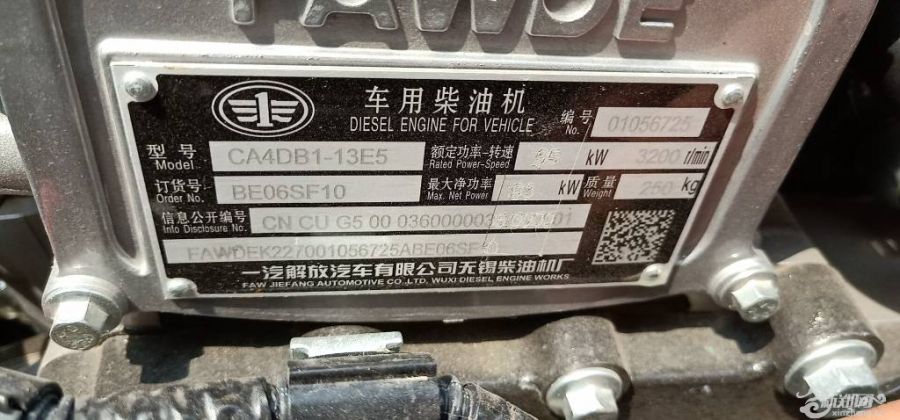 FAWDE
车用柴油机
DIESEL ENGINE FOR VEHICLE
编号 No. 01056725
型号 Model CA4DB1-13E5
额定功率-转速 Rated Power-Speed kW 3200 r/min
订货号 Order No. BE06SF10
最大净功率 Max. Net Power kW
质量 Weight 250 kg
信息公开编号 Info Disclosure No. CN CU G5 00
FAWDEK227001056725ABE06SF10
一汽解放汽车有限公司无锡柴油机厂
FAW JIEFANG AUTOMOTIVE CO.,LTD, WUXI DIESEL ENGINE WORKS